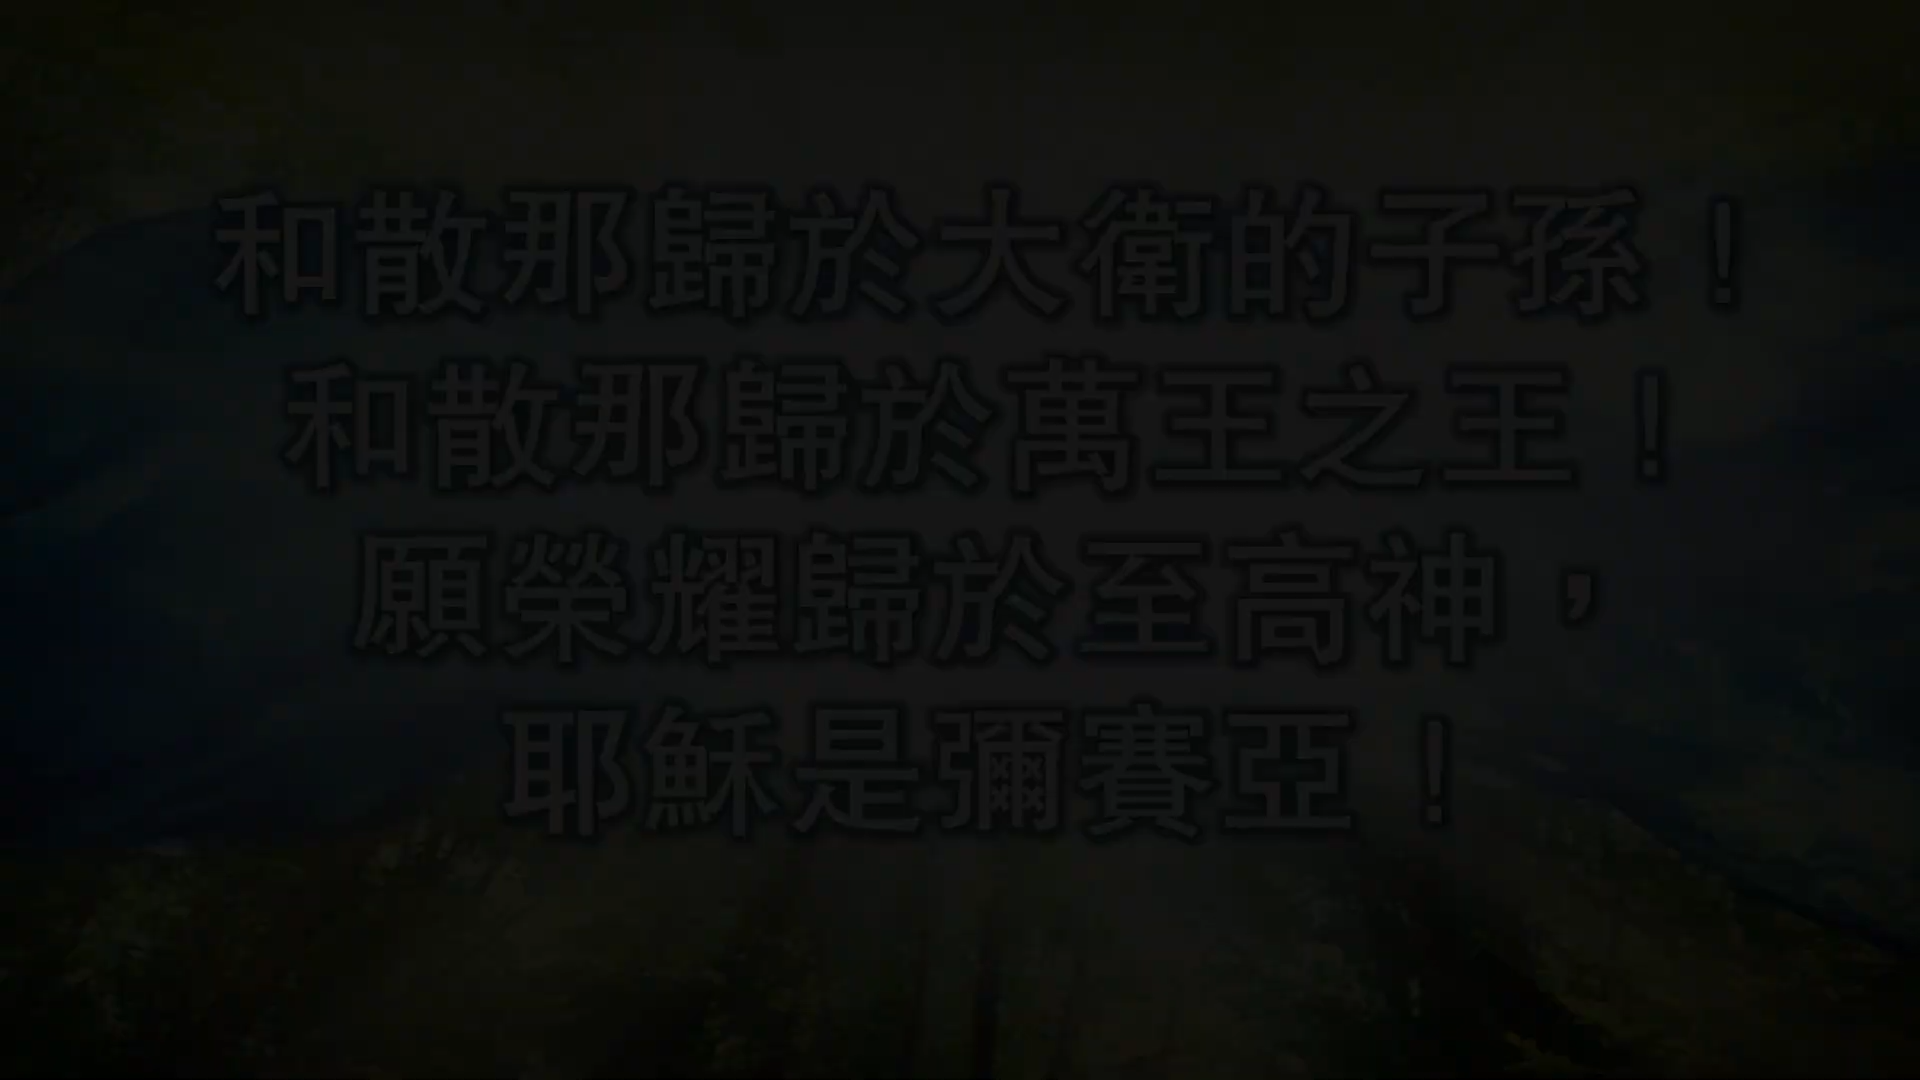 和散那歸於大衛的子孫！
和散那歸於萬王之王！
願榮耀歸於至高神，
耶穌是彌賽亞！